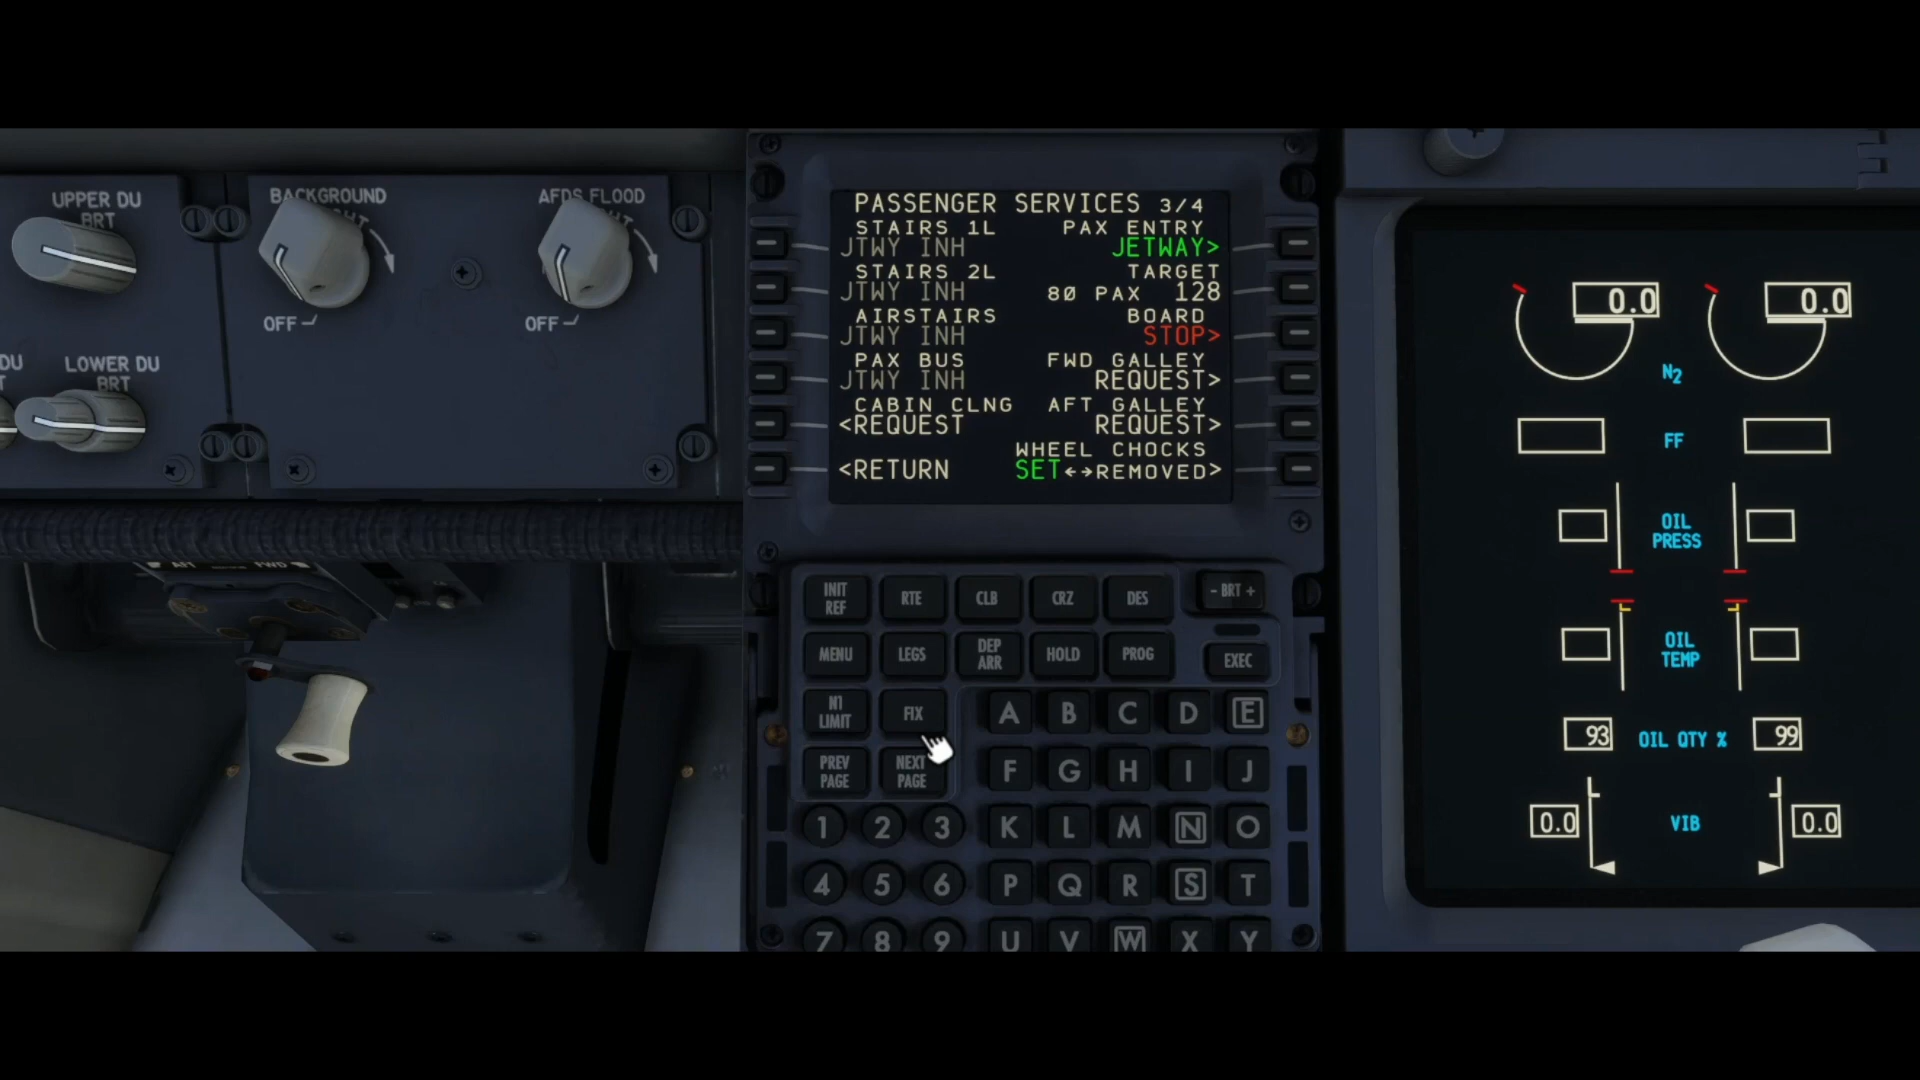 UPPER DU
BRT
BACKGROUND
OFF
AFDS FLOOD
OFF
DU
LOWER DU
BRT
AFT
FWD
PASSENGER SERVICES 3/4
STAIRS 1L PAX ENTRY
JTWY INH JETWAY>
STAIRS 2L TARGET
JTWY INH 80 PAX 128
AIRSTAIRS BOARD
JTWY INH STOP>
PAX BUS FWD GALLEY
JTWY INH REQUEST>
CABIN CLNG AFT GALLEY
<REQUEST REQUEST>
WHEEL CHOCKS
<RETURN SET←→REMOVED>
INIT REF RTE CLB CRZ DES - BRT +
MENU LEGS DEP ARR HOLD PROG EXEC
N1 LIMIT FIX A B C D E
PREV PAGE NEXT PAGE F G H I J
1 2 3 K L M N O
4 5 6 P Q R S T
7 8 9 U V W X Y
0.0 0.0
N2
FF
OIL
PRESS
OIL
TEMP
93 OIL QTY % 99
0.0 VIB 0.0